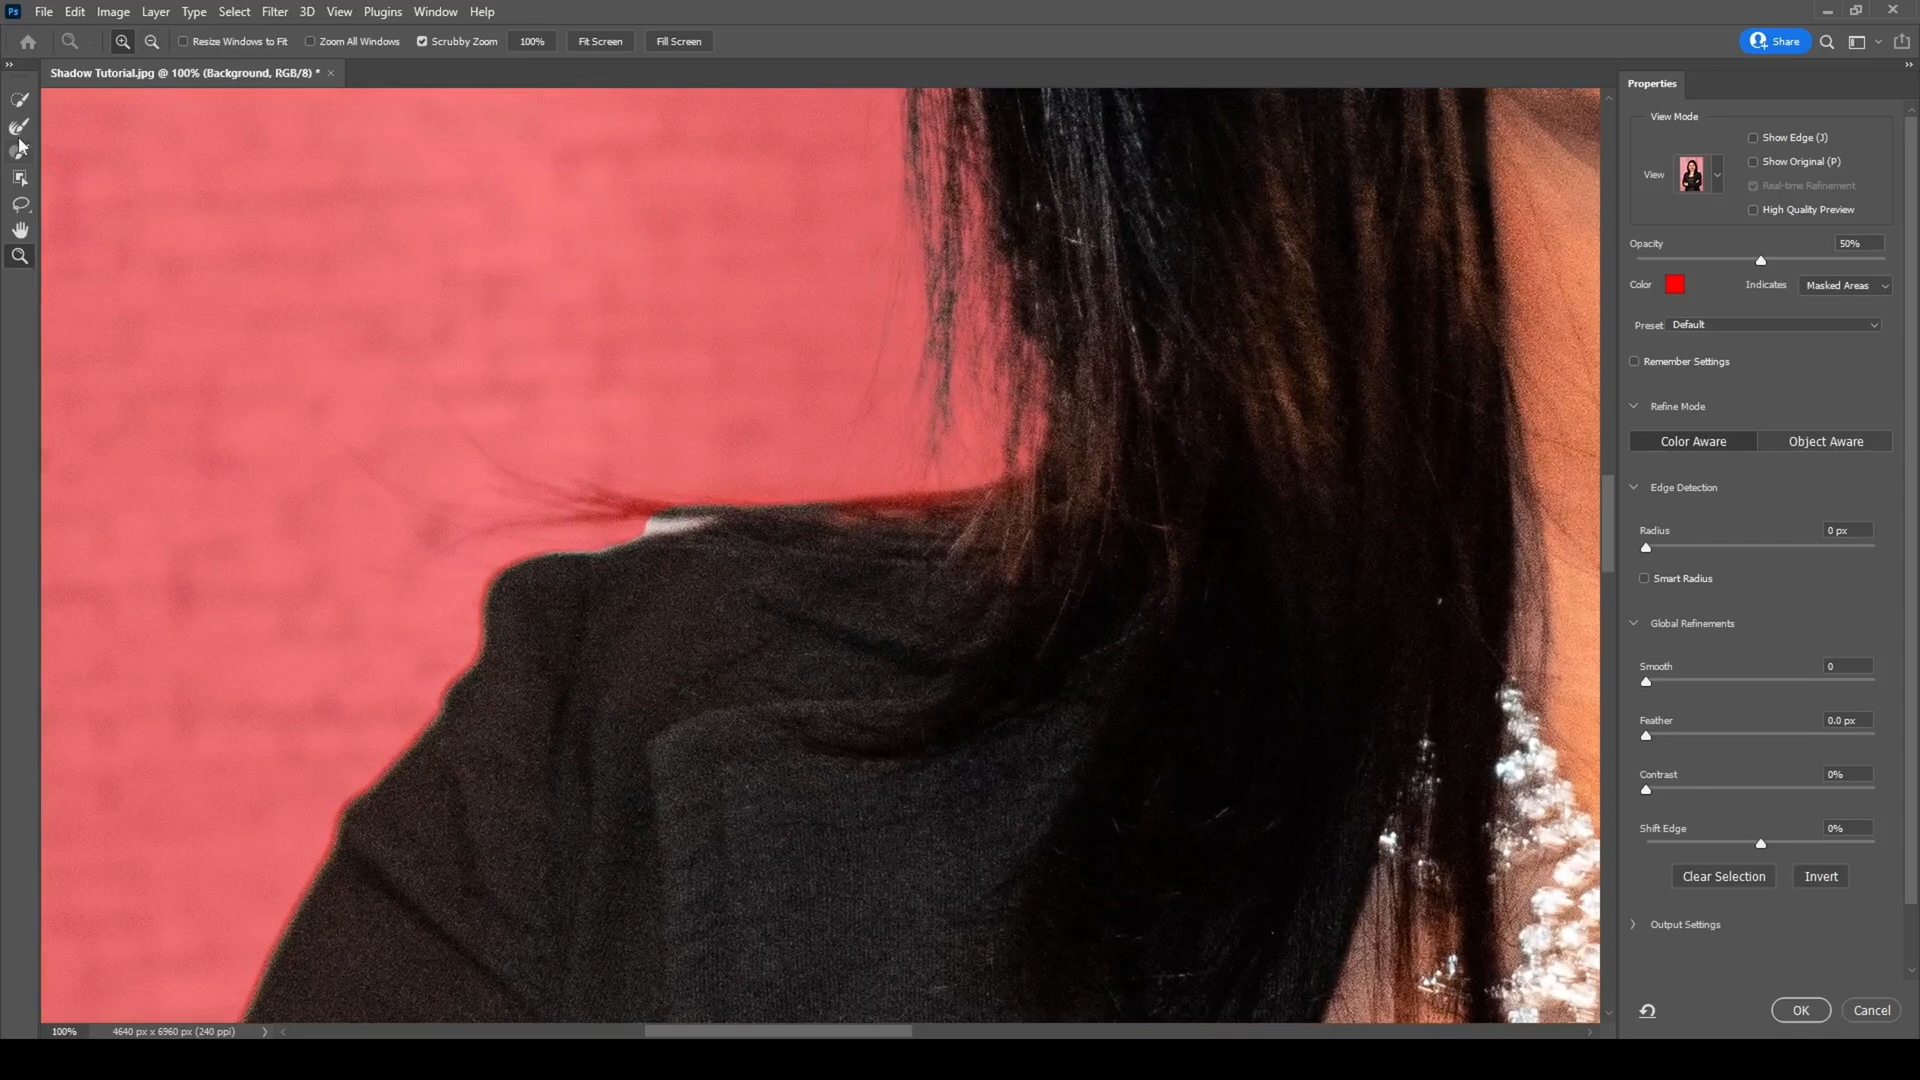 Ps File Edit Image Layer Type Select Filter 3D View Plugins Window Help
Resize Windows to Fit Zoom All Windows Scrubby Zoom 100% Fit Screen Fill Screen Share
Shadow Tutorial.jpg @ 100% (Background, RGB/8) * ×
Properties
View Mode
Show Edge (J)
Show Original (P)
View
Real-time Refinement
High Quality Preview
Opacity 50%
Color Indicates Masked Areas
Preset Default
Remember Settings
Refine Mode
Color Aware Object Aware
Edge Detection
Radius 0 px
Smart Radius
Global Refinements
Smooth 0
Feather 0.0 px
Contrast 0%
Shift Edge 0%
Clear Selection Invert
Output Settings
OK Cancel
100% 4640 px x 6960 px (240 ppi)